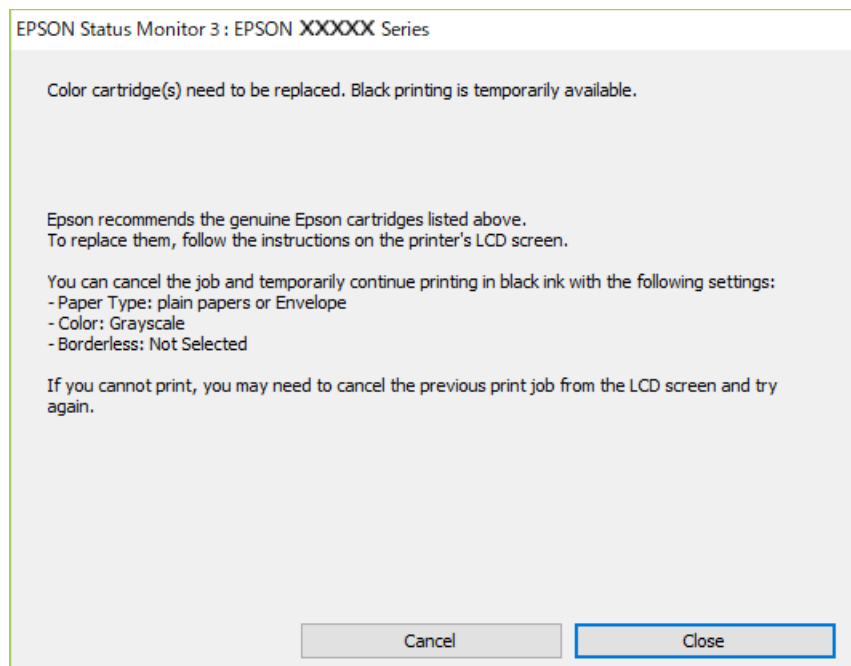 EPSON Status Monitor 3 : EPSON XXXXX Series
Color cartridge(s) need to be replaced. Black printing is temporarily available.
Epson recommends the genuine Epson cartridges listed above.
To replace them, follow the instructions on the printer's LCD screen.
You can cancel the job and temporarily continue printing in black ink with the following settings:
- Paper Type: plain papers or Envelope
- Color: Grayscale
- Borderless: Not Selected
If you cannot print, you may need to cancel the previous print job from the LCD screen and try
again.
Cancel
Close